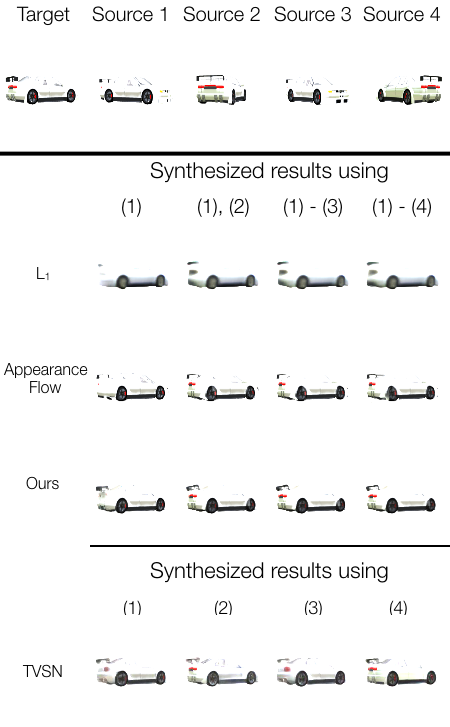 Target Source 1 Source 2 Source 3 Source 4
Synthesized results using
(1) (1), (2) (1) - (3) (1) - (4)
L₁
Appearance
Flow
Ours
Synthesized results using
(1) (2) (3) (4)
TVSN